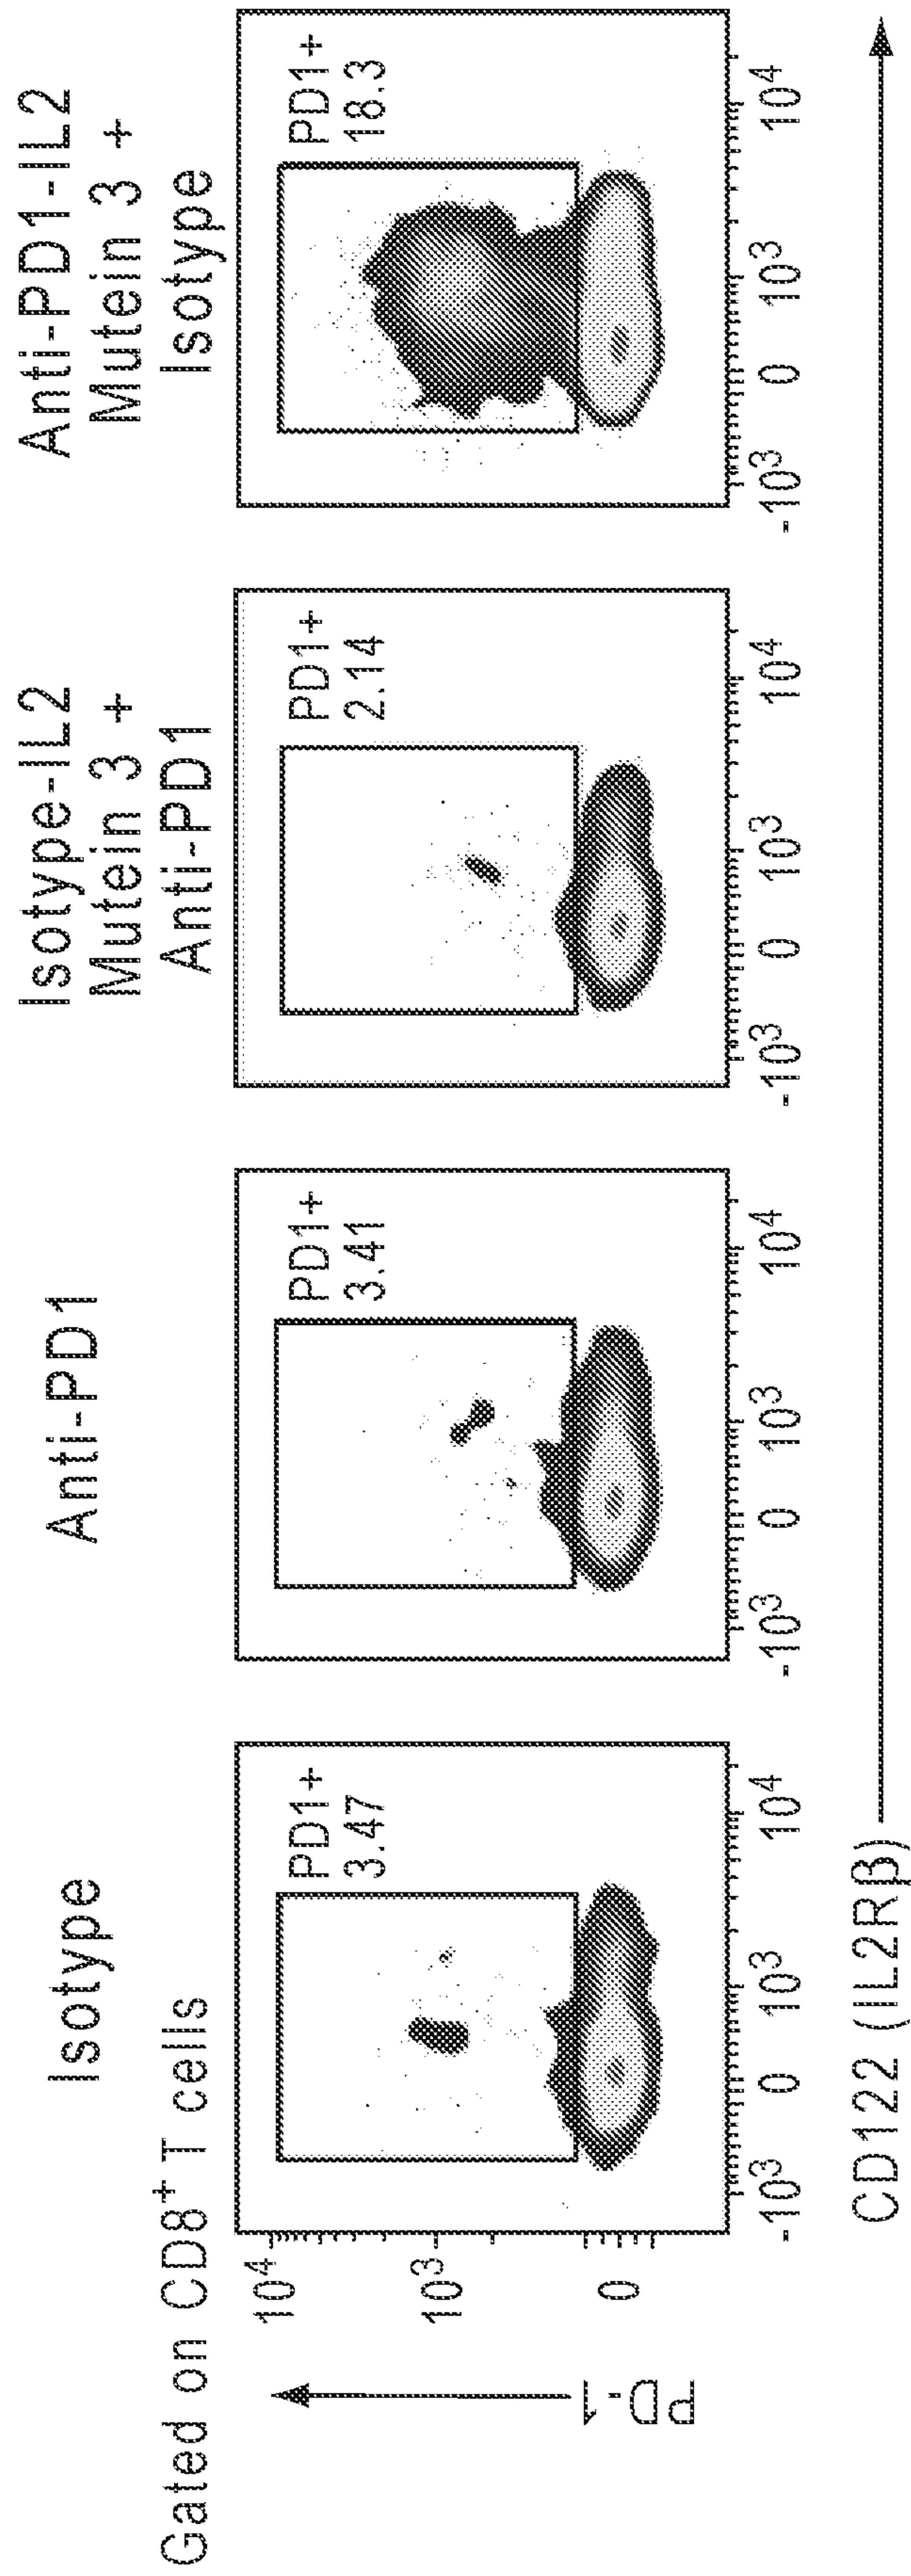 Isotype
Anti-PD1
Isotype-IL2
Mutein 3 +
Anti-PD1
Anti-PD1-IL2
Mutein 3 +
Isotype
Gated on CD8+ T cells
PD1+
3.47
PD1+
3.41
PD1+
2.14
PD1+
18.3
PD-1
10⁴
10³
0
-10³ 0 10³ 10⁴
-10³ 0 10³ 10⁴
-10³ 0 10³ 10⁴
-10³ 0 10³ 10⁴
CD122 (IL2Rβ)